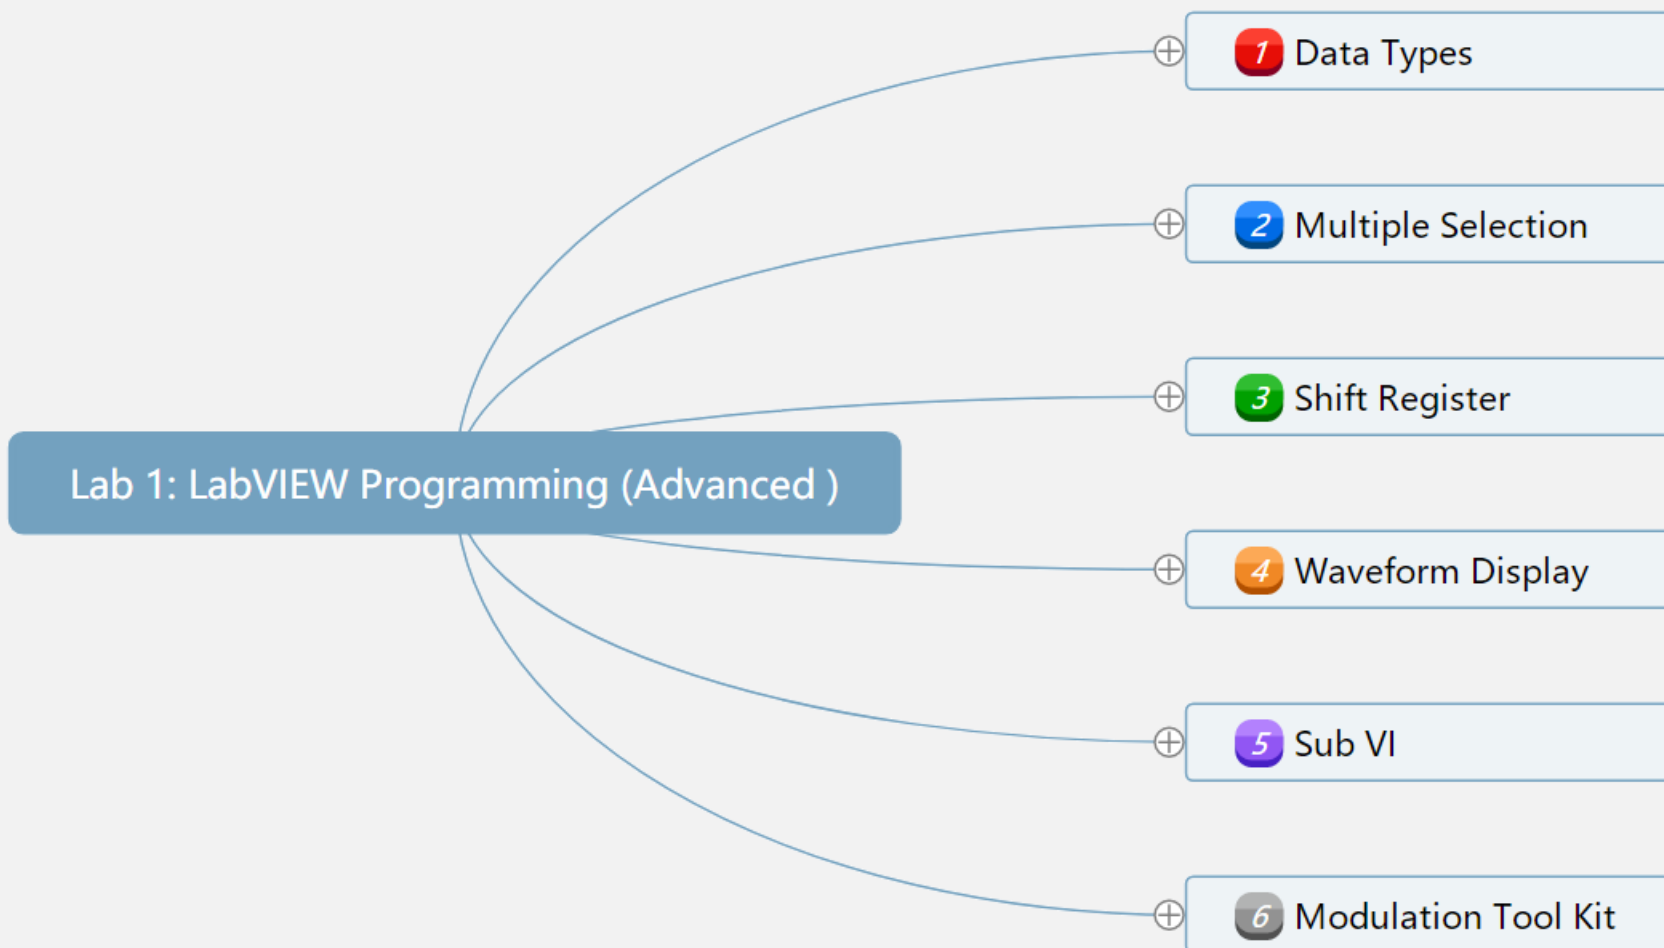 1 Data Types
2 Multiple Selection
3 Shift Register
Lab 1: LabVIEW Programming (Advanced )
4 Waveform Display
5 Sub VI
6 Modulation Tool Kit